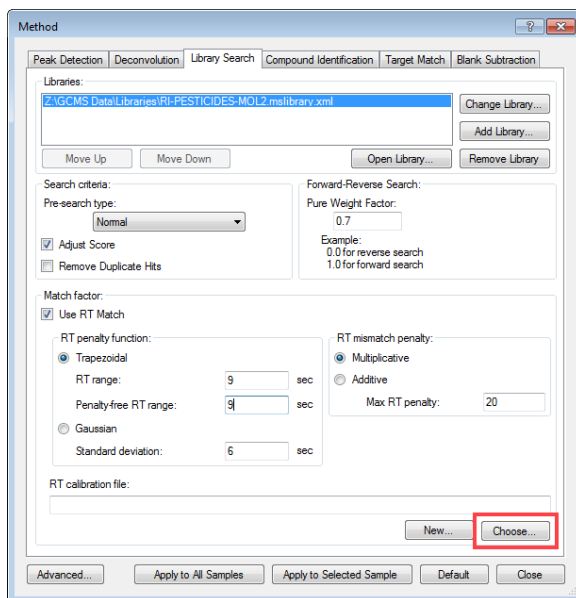 Method
Peak Detection Deconvolution Library Search Compound Identification Target Match Blank Subtraction
Libraries:
Z:\GCMS Data\Libraries\RI-PESTICIDES-MOL2.mslibrary.xml
Change Library...
Add Library...
Move Up Move Down Open Library... Remove Library
Search criteria: Forward-Reverse Search:
Pre-search type: Pure Weight Factor:
Normal 0.7
Adjust Score Example:
0.0 for reverse search
Remove Duplicate Hits 1.0 for forward search
Match factor:
Use RT Match
RT penalty function: RT mismatch penalty:
Trapezoidal Multiplicative
RT range: 9 sec Additive
Penalty-free RT range: 9 sec Max RT penalty: 20
Gaussian
Standard deviation: 6 sec
RT calibration file:
New... Choose...
Advanced... Apply to All Samples Apply to Selected Sample Default Close